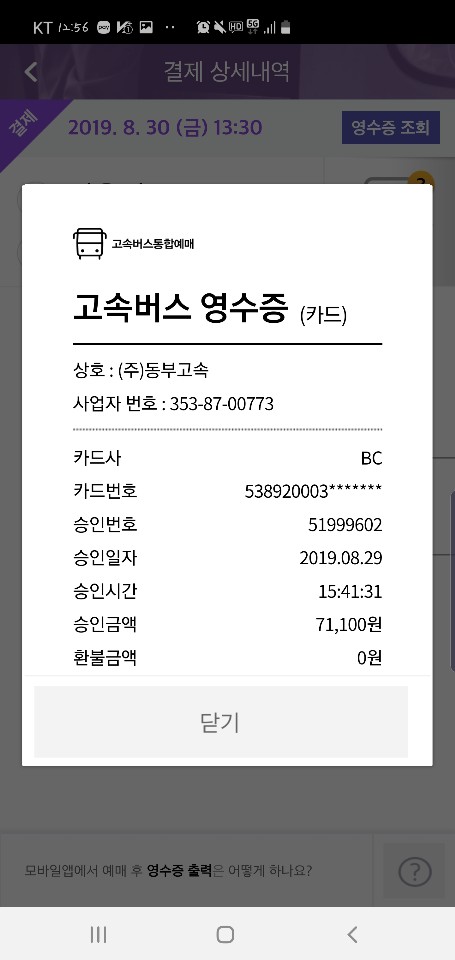 KT 12:56 pay HD 5G
결제 상세내역
결제
2019. 8. 30 (금) 13:30
영수증 조회
고속버스통합예매
고속버스 영수증 (카드)
상호 : (주)동부고속
사업자 번호 : 353-87-00773
카드사 BC
카드번호 538920003*******
승인번호 51999602
승인일자 2019.08.29
승인시간 15:41:31
승인금액 71,100원
환불금액 0원
닫기
모바일앱에서 예매 후 영수증 출력은 어떻게 하나요? ?